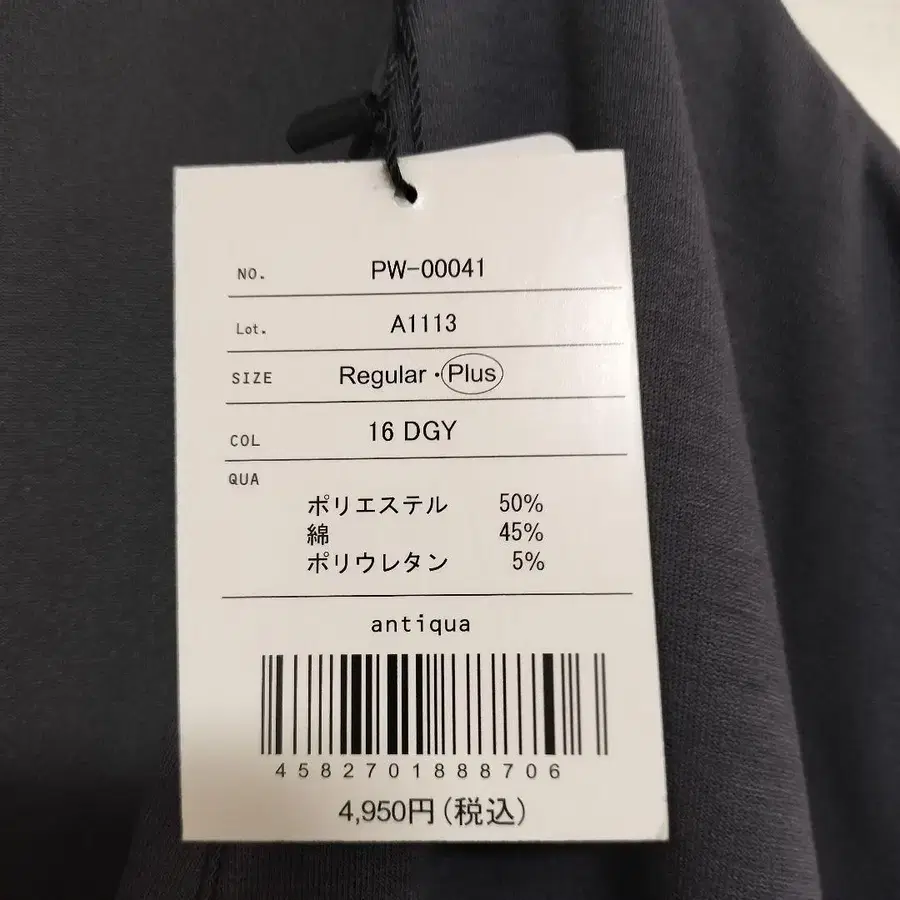 NO. PW-00041
Lot. A1113
SIZE Regular・Plus
COL 16 DGY
QUA
ポリエステル 50%
綿 45%
ポリウレタン 5%
antiqua
4582701888706
4,950円(税込)